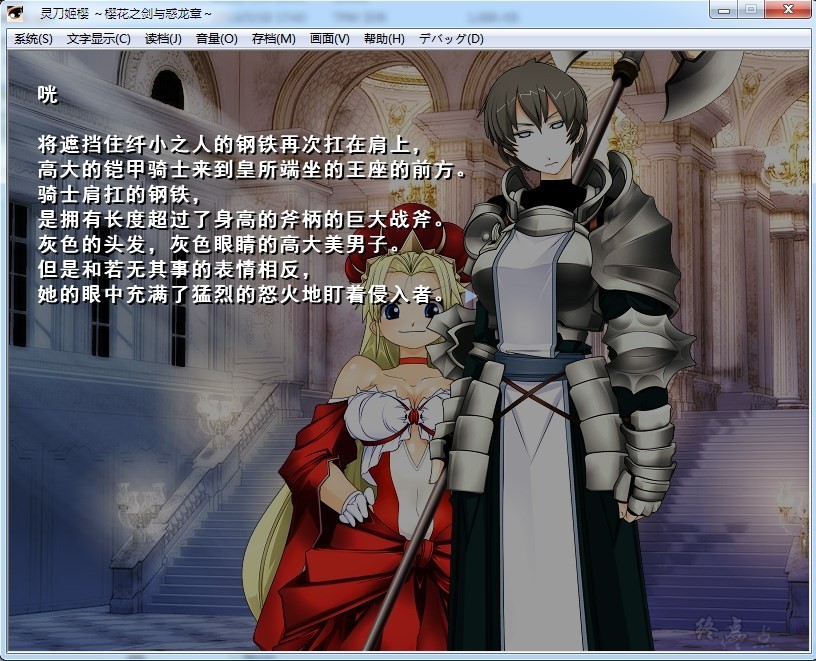 灵刀姬樱 ～樱花之剑与惑龙章～
系统(S) 文字显示(C) 读档(J) 音量(O) 存档(M) 画面(V) 帮助(H) デバッグ(D)
咣
将遮挡住纤小之人的钢铁再次扛在肩上，
高大的铠甲骑士来到皇所端坐的王座的前方。
骑士肩扛的钢铁，
是拥有长度超过了身高的斧柄的巨大战斧。
灰色的头发，灰色眼睛的高大美男子。
但是和若无其事的表情相反，
她的眼中充满了猛烈的怒火地盯着侵入者。